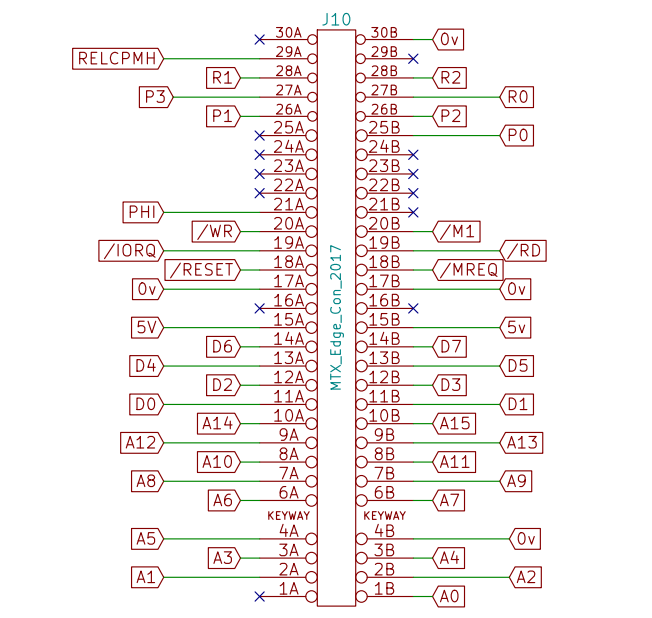 J10
30A 30B 0v
RELCPMH 29A 29B
R1 28A 28B R2
P3 27A 27B R0
P1 26A 26B P2
25A 25B P0
24A 24B
23A 23B
22A 22B
PHI 21A 21B
/WR 20A 20B /M1
/IORQ 19A 19B /RD
/RESET 18A 18B /MREQ
0v 17A 17B 0v
16A 16B
5V 15A 15B 5v
D6 14A 14B D7
D4 13A 13B D5
D2 12A 12B D3
D0 11A 11B D1
A14 10A 10B A15
A12 9A 9B A13
A10 8A 8B A11
A8 7A 7B A9
A6 6A 6B A7
KEYWAY KEYWAY
A5 4A 4B 0v
A3 3A 3B A4
A1 2A 2B A2
1A 1B A0
MTX_Edge_Con_2017